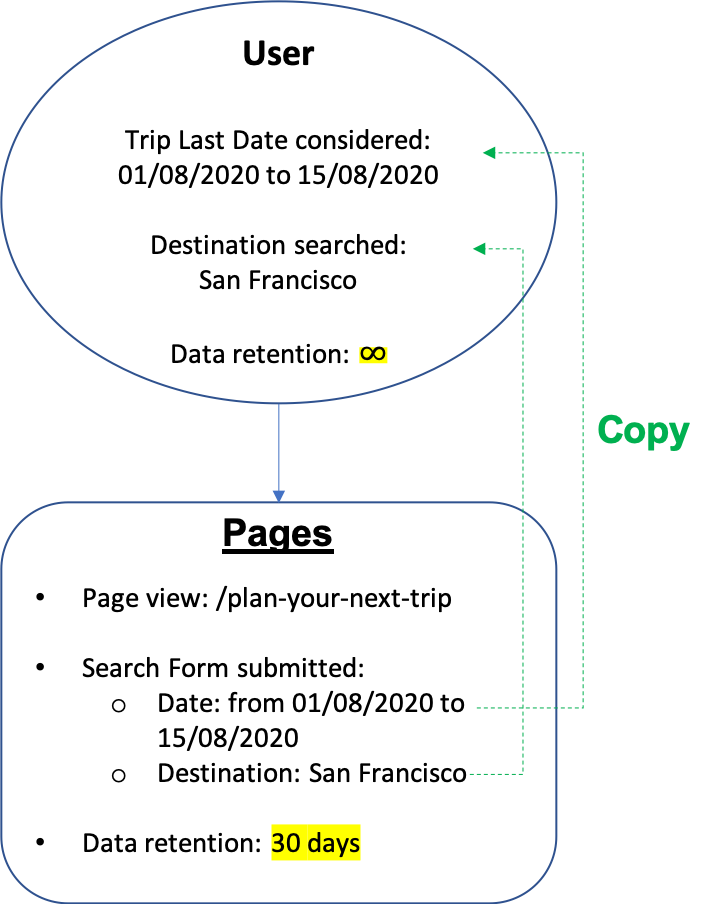 User
Trip Last Date considered:
01/08/2020 to 15/08/2020
Destination searched:
San Francisco
Data retention: ∞
Copy
Pages
• Page view: /plan-your-next-trip
• Search Form submitted:
o Date: from 01/08/2020 to
15/08/2020
o Destination: San Francisco
• Data retention: 30 days